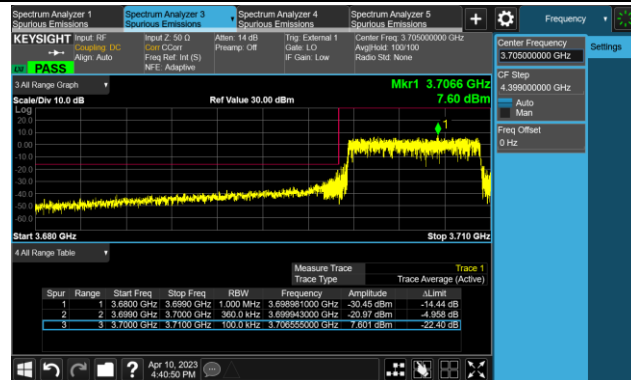 Spectrum Analyzer 1
Spurious Emissions
Spectrum Analyzer 3
Spurious Emissions
Spectrum Analyzer 4
Spurious Emissions
Spectrum Analyzer 5
Spurious Emissions
+
Frequency
KEYSIGHT
Input: RF
Coupling: DC
Align: Auto
Input Z: 50 Ω
Corr CCorr
Freq Ref: Int (S)
NFE: Adaptive
Atten: 14 dB
Preamp: Off
Trig: External 1
Gate: LO
IF Gain: Low
Center Freq: 3.705000000 GHz
Avg|Hold: 100/100
Radio Std: None
PASS
Center Frequency
3.705000000 GHz
Settings
CF Step
4.399000000 GHz
Auto
Man
Freq Offset
0 Hz
3 All Range Graph
Mkr1 3.7066 GHz
Scale/Div 10.0 dB
Ref Value 30.00 dBm
7.60 dBm
Log
20.0
10.0
0.00
-10.0
-20.0
-30.0
-40.0
-50.0
-60.0
1
Start 3.680 GHz
Stop 3.710 GHz
4 All Range Table
Measure Trace Trace 1
Trace Type Trace Average (Active)
Spur Range Start Freq Stop Freq RBW Frequency Amplitude ΔLimit
1 1 3.6800 GHz 3.6990 GHz 1.000 MHz 3.698981000 GHz -30.45 dBm -14.44 dB
2 2 3.6990 GHz 3.7000 GHz 360.0 kHz 3.699943000 GHz -20.97 dBm -4.958 dB
3 3 3.7000 GHz 3.7100 GHz 100.0 kHz 3.706555000 GHz 7.601 dBm -22.40 dB
?
Apr 10, 2023
4:40:50 PM